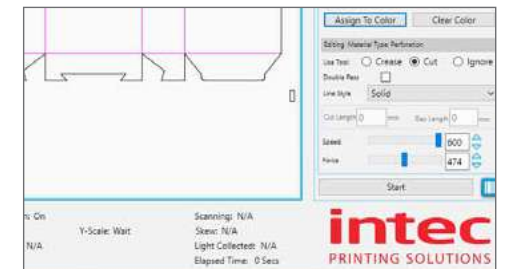 Assign To Color Clear Color
Editing Material Type Perforation
Use Tool: Crease Cut Ignore
Double Pass
Line Style Solid
Cut Length 0 mm Gap Length 0 mm
Speed 600
Force 474
Start
n: On
Y-Scale: Wait
N/A
Scanning: N/A
Skew: N/A
Light Collected: N/A
Elapsed Time: 0 Secs
intec
PRINTING SOLUTIONS